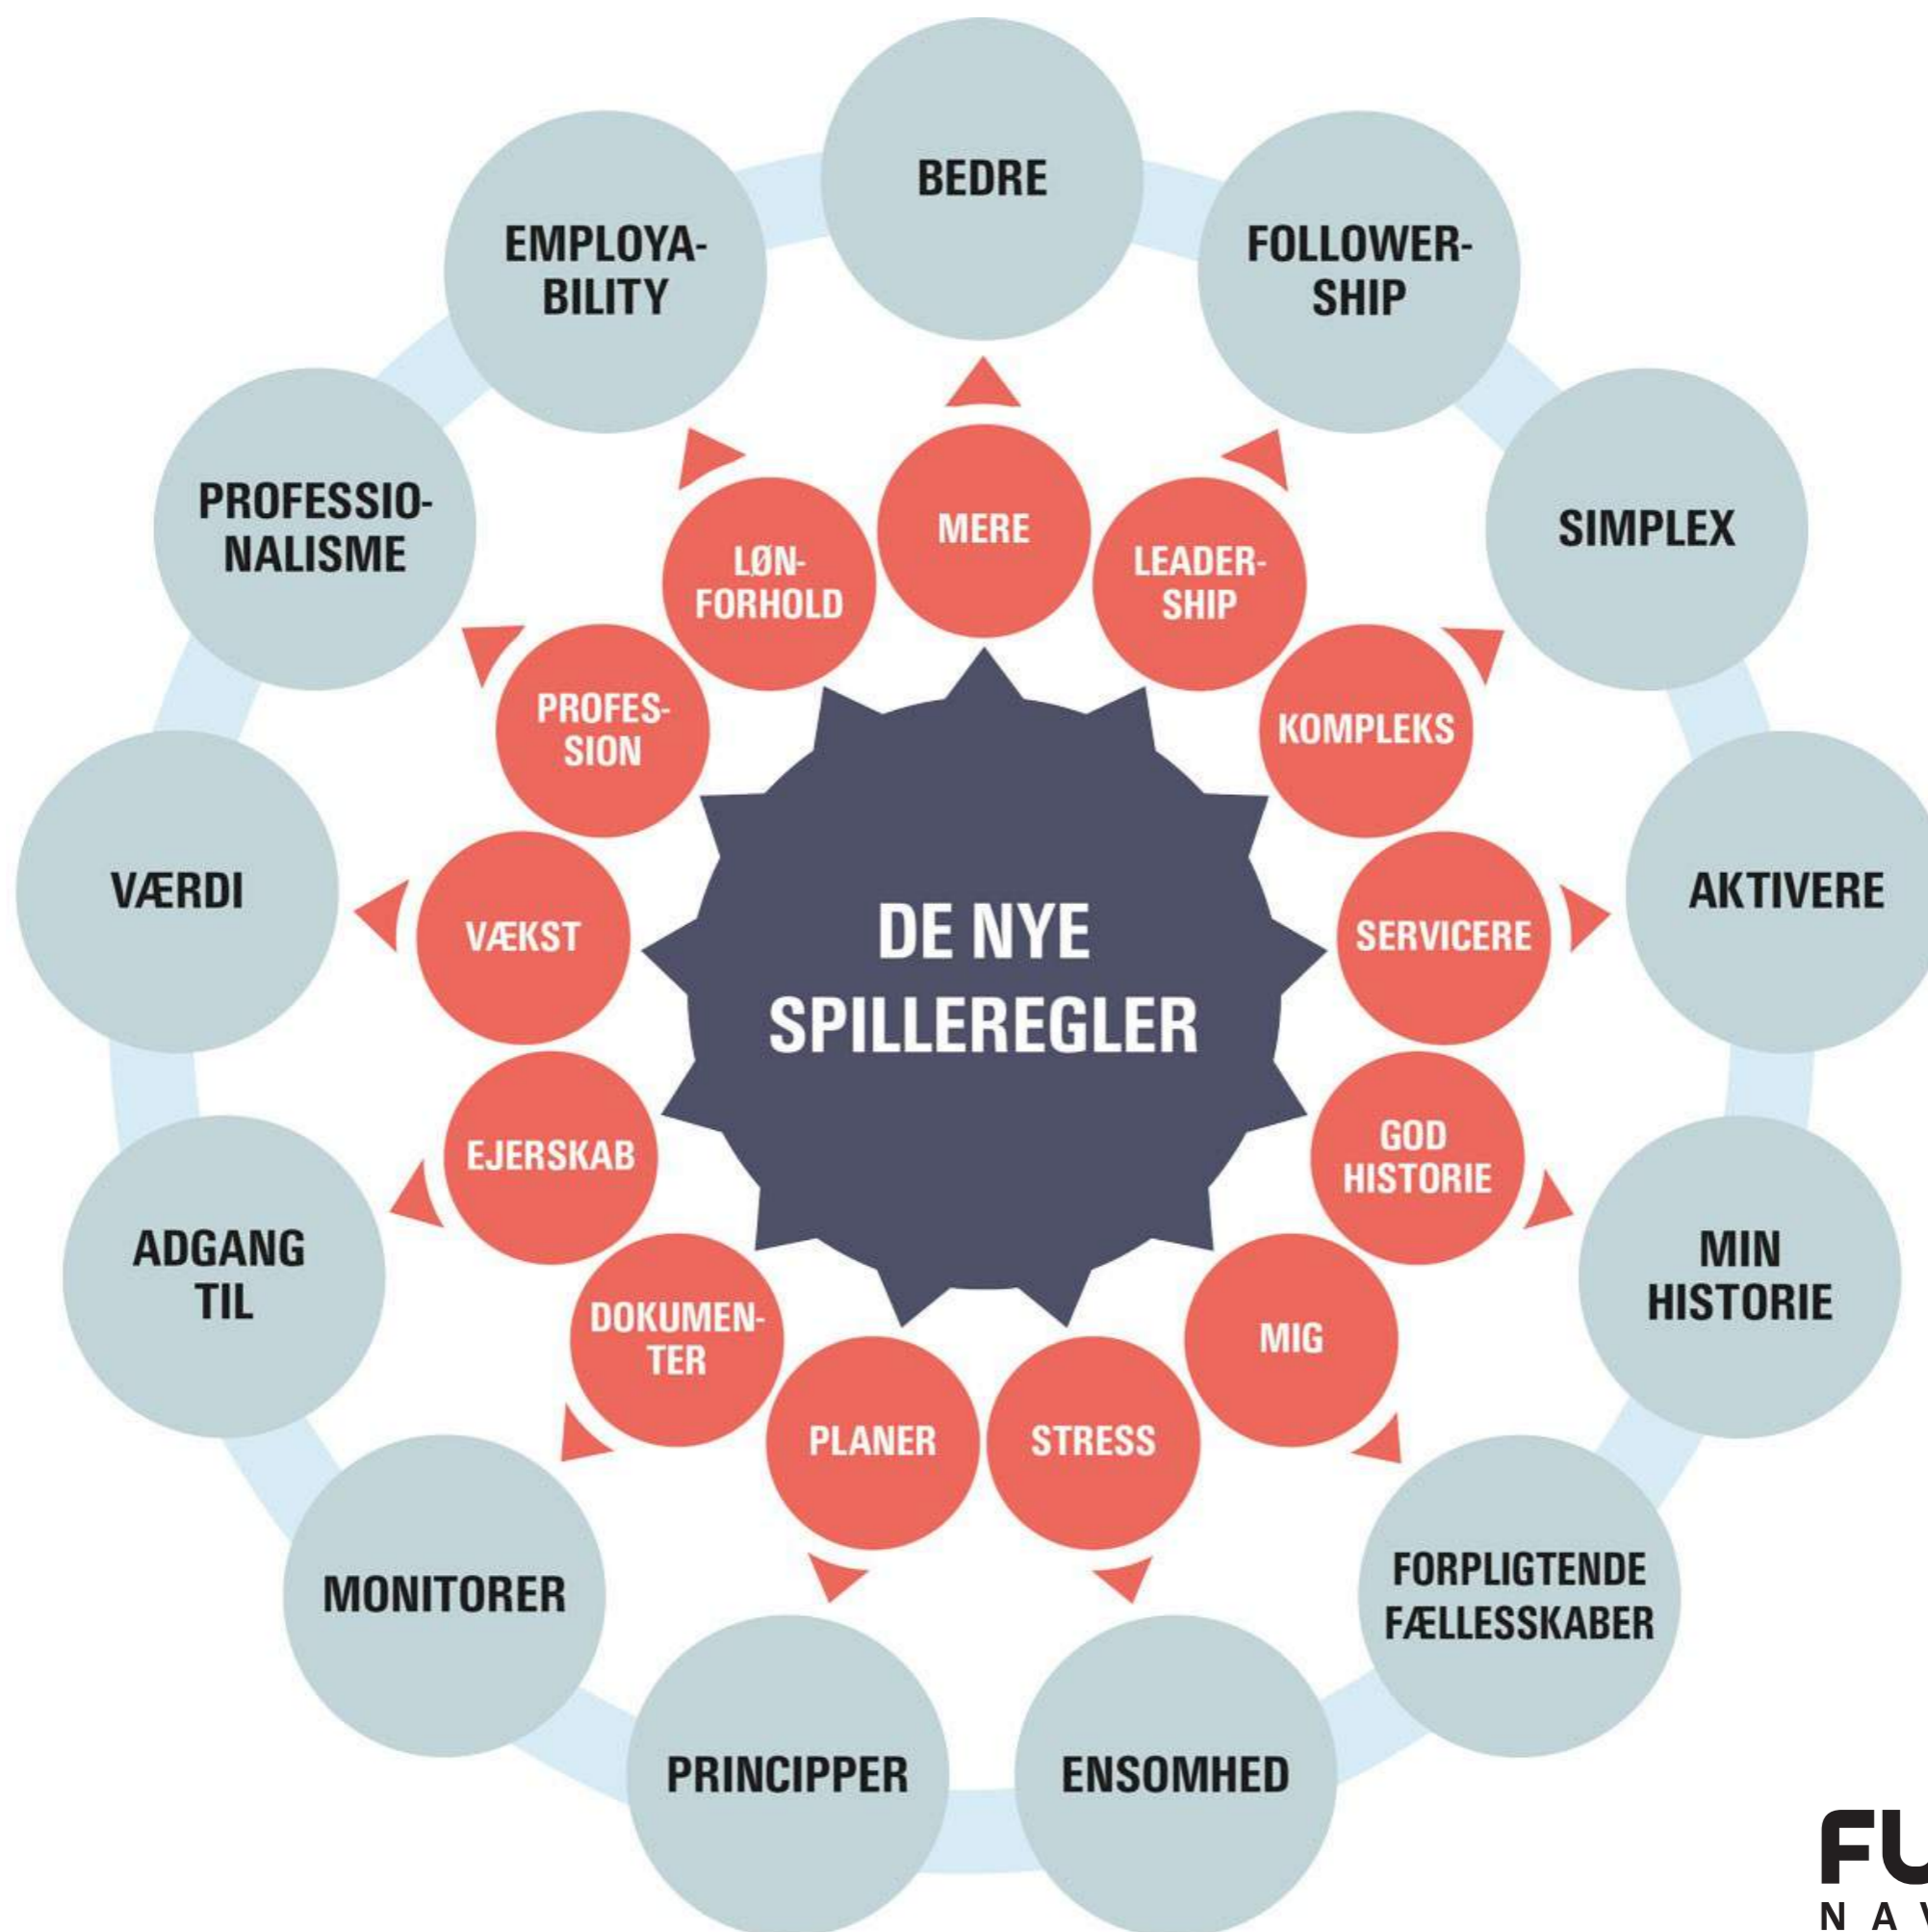 BEDRE
FOLLOWER-
SHIP
SIMPLEX
AKTIVERE
MIN
HISTORIE
FORPLIGTENDE
FÆLLESSKABER
ENSOMHED
PRINCIPPER
MONITORER
ADGANG
TIL
VÆRDI
PROFESSIO-
NALISME
EMPLOYA-
BILITY
MERE
LEADER-
SHIP
KOMPLEKS
SERVICERE
GOD
HISTORIE
MIG
STRESS
PLANER
DOKUMEN-
TER
EJERSKAB
VÆKST
PROFES-
SION
LØN-
FORHOLD
DE NYE
SPILLEREGLER